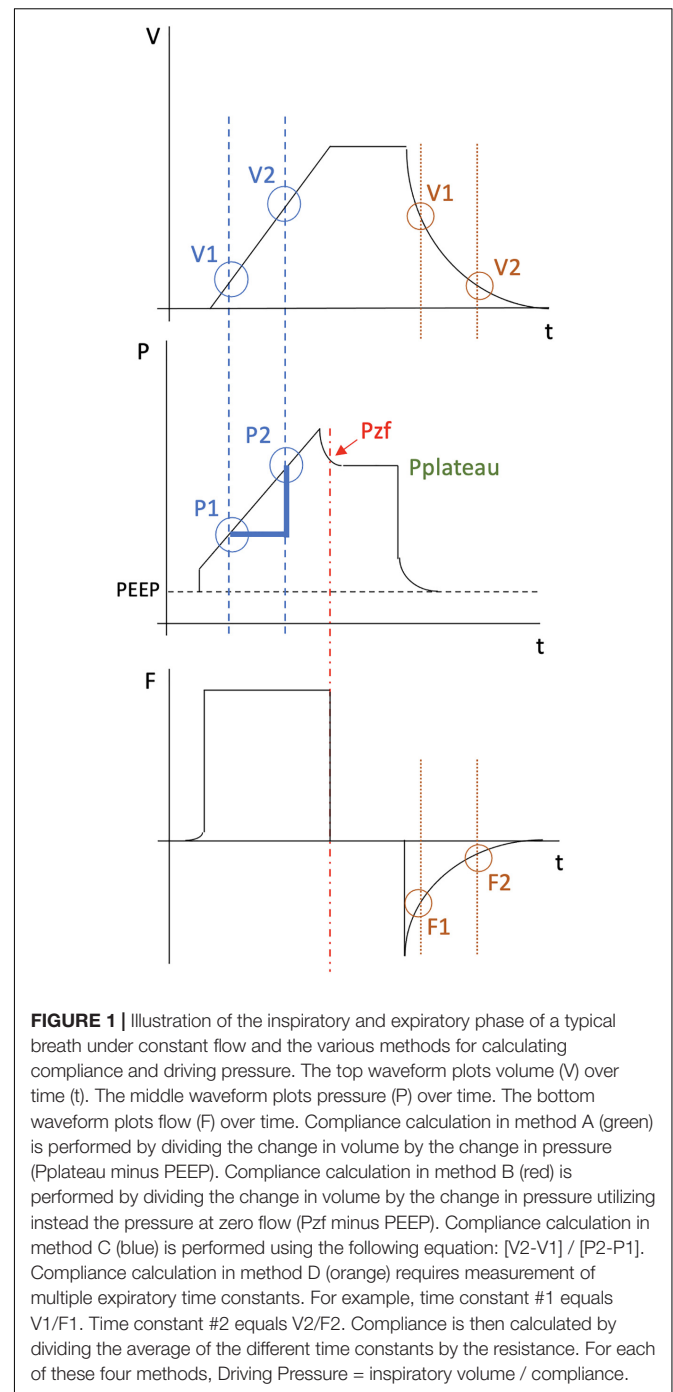 V
V2
V1
V1
V2
t
P
Pzf
P2
Pplateau
P1
PEEP
t
F
t
F2
F1
FIGURE 1 | Illustration of the inspiratory and expiratory phase of a typical
breath under constant flow and the various methods for calculating
compliance and driving pressure. The top waveform plots volume (V) over
time (t). The middle waveform plots pressure (P) over time. The bottom
waveform plots flow (F) over time. Compliance calculation in method A (green)
is performed by dividing the change in volume by the change in pressure
(Pplateau minus PEEP). Compliance calculation in method B (red) is
performed by dividing the change in volume by the change in pressure utilizing
instead the pressure at zero flow (Pzf minus PEEP). Compliance calculation in
method C (blue) is performed using the following equation: [V2-V1] / [P2-P1].
Compliance calculation in method D (orange) requires measurement of
multiple expiratory time constants. For example, time constant #1 equals
V1/F1. Time constant #2 equals V2/F2. Compliance is then calculated by
dividing the average of the different time constants by the resistance. For each
of these four methods, Driving Pressure = inspiratory volume / compliance.